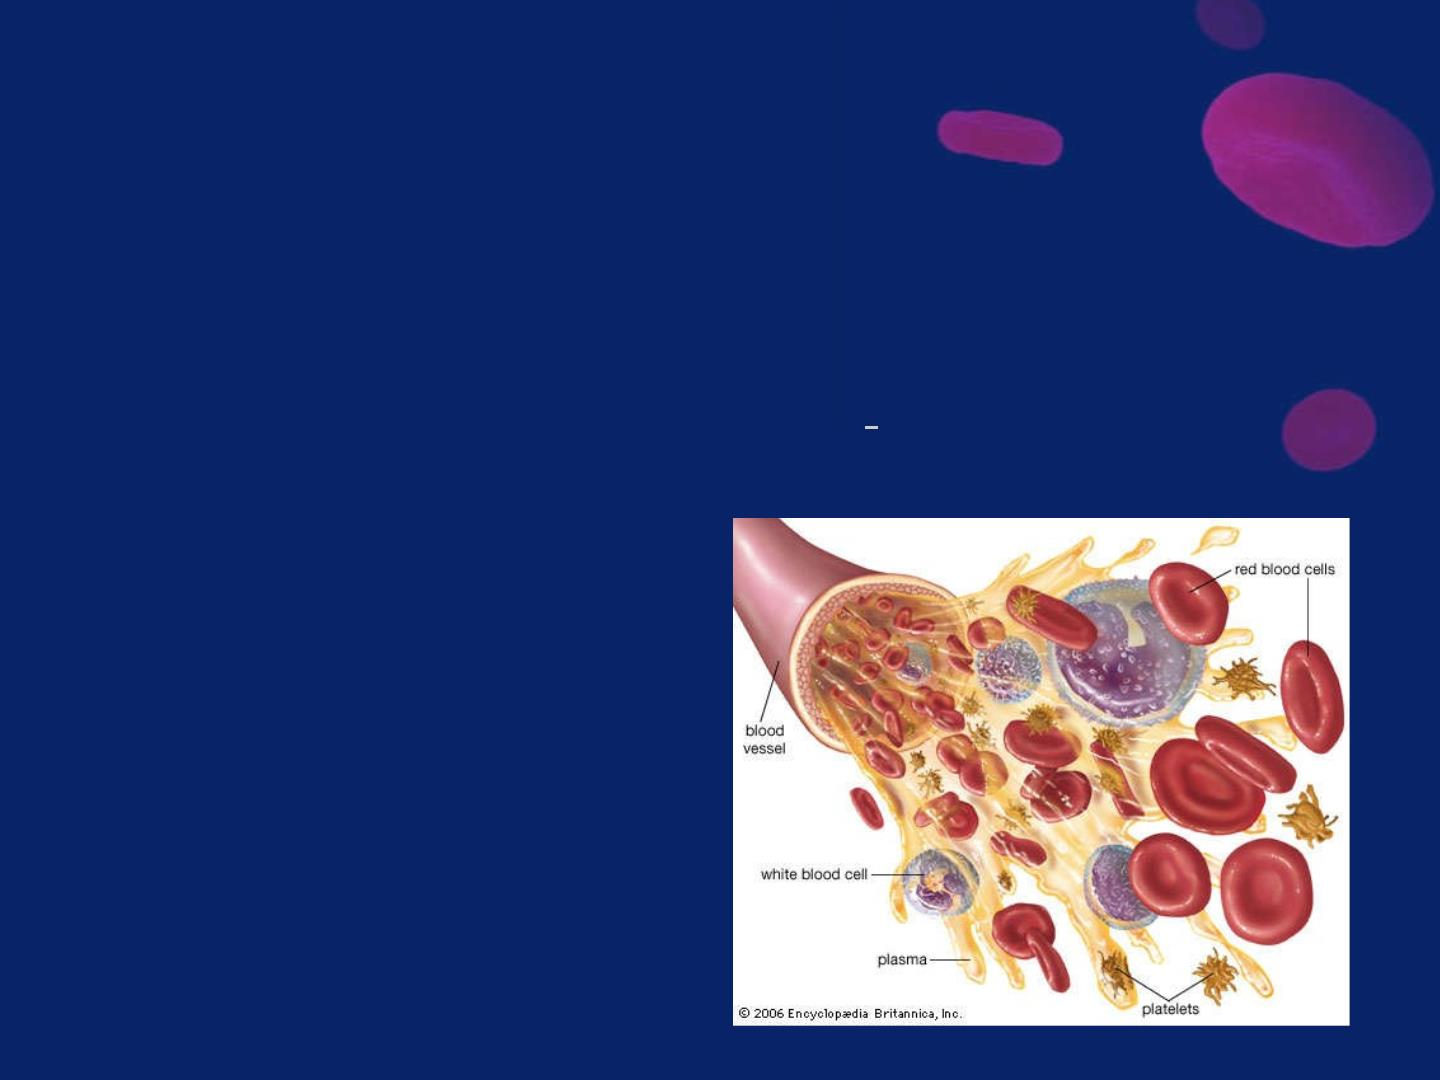 –
red blood cells
blood
vessel
white blood cell
plasma
platelets
© 2006 Encyclopædia Britannica, Inc.